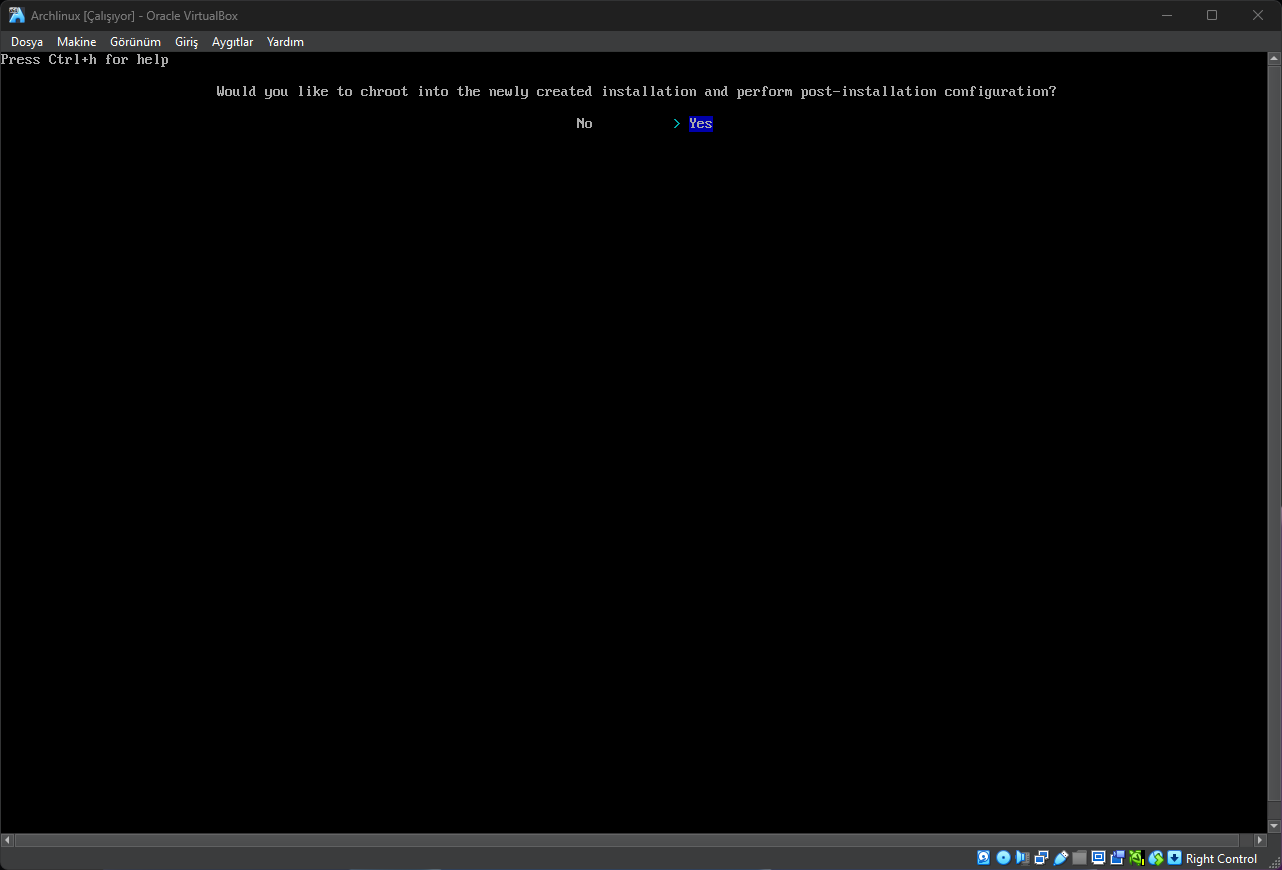 Archlinux [Çalışıyor] - Oracle VirtualBox
Dosya Makine Görünüm Giriş Aygıtlar Yardım
Press Ctrl+h for help
Would you like to chroot into the newly created installation and perform post-installation configuration?
No > Yes
Right Control